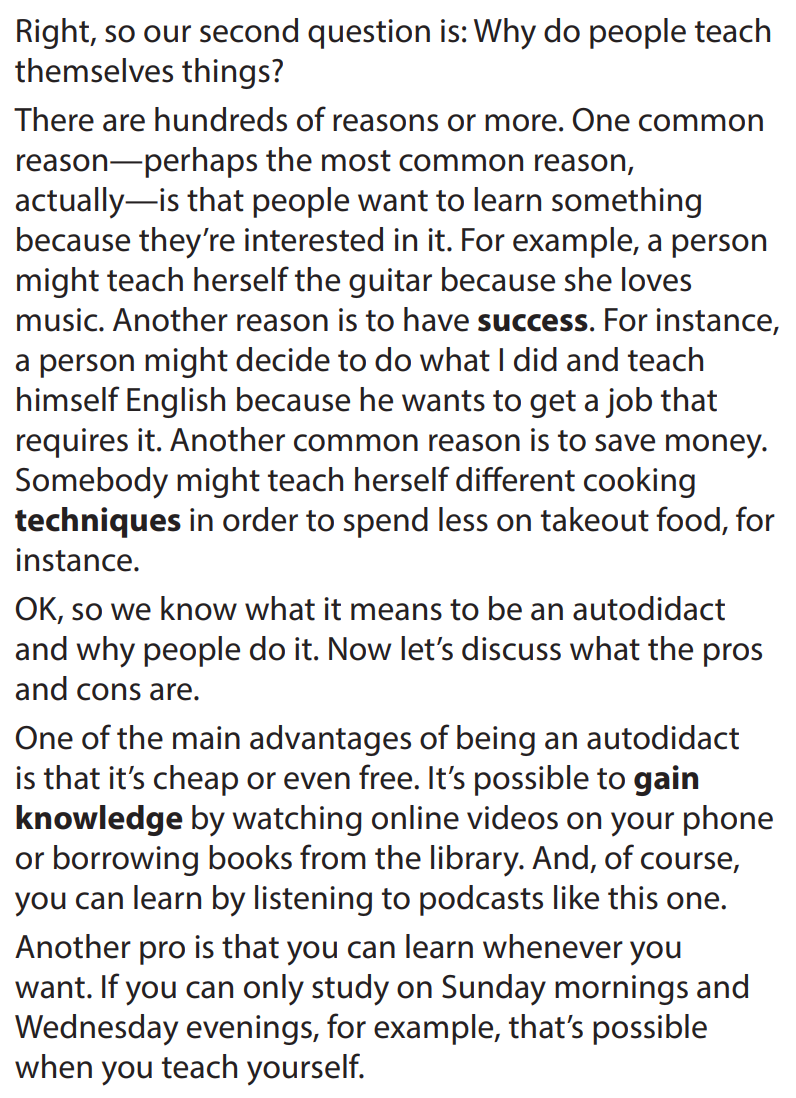 Right, so our second question is: Why do people teach
themselves things?
There are hundreds of reasons or more. One common
reason—perhaps the most common reason,
actually—is that people want to learn something
because they’re interested in it. For example, a person
might teach herself the guitar because she loves
music. Another reason is to have success. For instance,
a person might decide to do what I did and teach
himself English because he wants to get a job that
requires it. Another common reason is to save money.
Somebody might teach herself different cooking
techniques in order to spend less on takeout food, for
instance.
OK, so we know what it means to be an autodidact
and why people do it. Now let’s discuss what the pros
and cons are.
One of the main advantages of being an autodidact
is that it’s cheap or even free. It’s possible to gain
knowledge by watching online videos on your phone
or borrowing books from the library. And, of course,
you can learn by listening to podcasts like this one.
Another pro is that you can learn whenever you
want. If you can only study on Sunday mornings and
Wednesday evenings, for example, that’s possible
when you teach yourself.